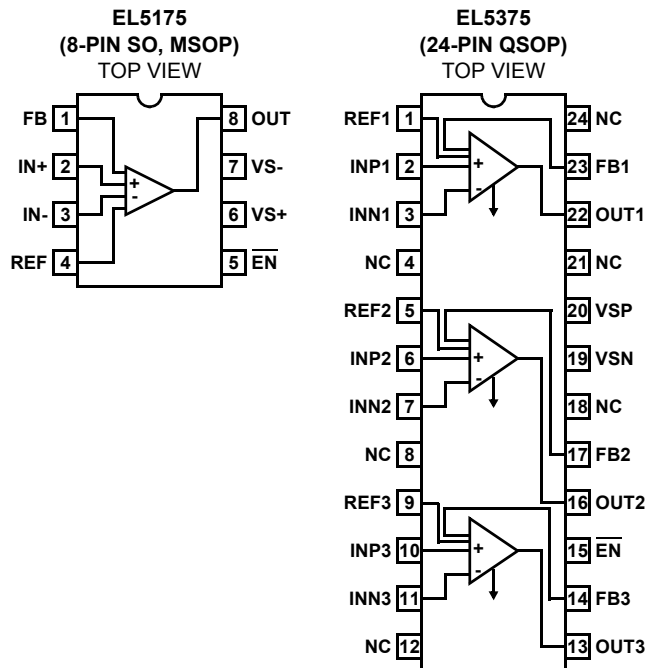 EL5175
(8-PIN SO, MSOP)
TOP VIEW
FB 1
IN+ 2
IN- 3
REF 4
8 OUT
7 VS-
6 VS+
5 EN
+
-
EL5375
(24-PIN QSOP)
TOP VIEW
REF1 1
INP1 2
INN1 3
NC 4
REF2 5
INP2 6
INN2 7
NC 8
REF3 9
INP3 10
INN3 11
NC 12
24 NC
23 FB1
22 OUT1
21 NC
20 VSP
19 VSN
18 NC
17 FB2
16 OUT2
15 EN
14 FB3
13 OUT3
+
-
+
-
+
-